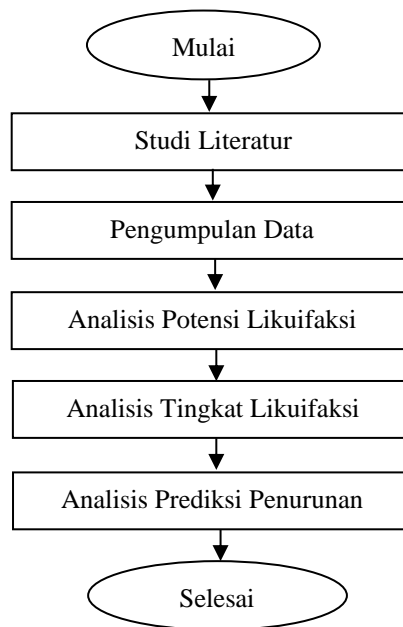 Mulai
Studi Literatur
Pengumpulan Data
Analisis Potensi Likuifaksi
Analisis Tingkat Likuifaksi
Analisis Prediksi Penurunan
Selesai